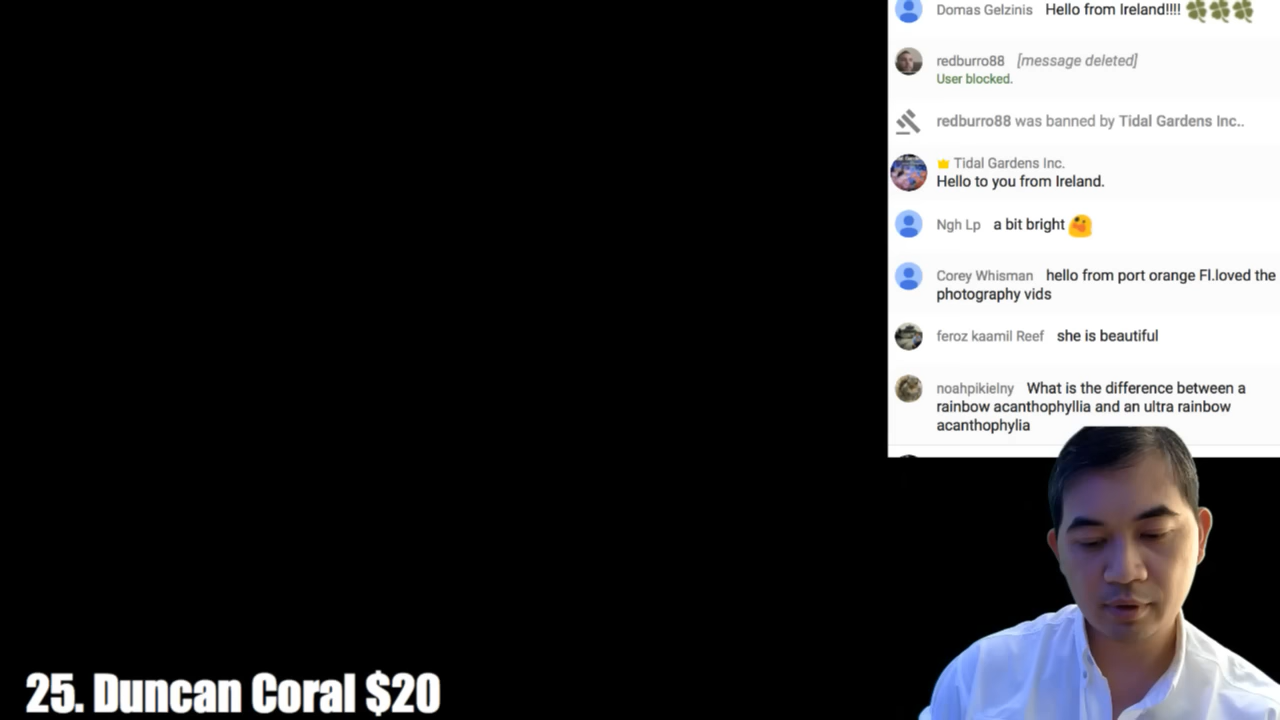 Domas Gelzinis Hello from Ireland!!!! 🍀🍀🍀
redburro88 [message deleted]
User blocked.
redburro88 was banned by Tidal Gardens Inc..
Tidal Gardens Inc.
Hello to you from Ireland.
Ngh Lp a bit bright
Corey Whisman hello from port orange Fl.loved the
photography vids
feroz kaamil Reef she is beautiful
noahpikielny What is the difference between a
rainbow acanthophyllia and an ultra rainbow
acanthophylia
25. Duncan Coral $20